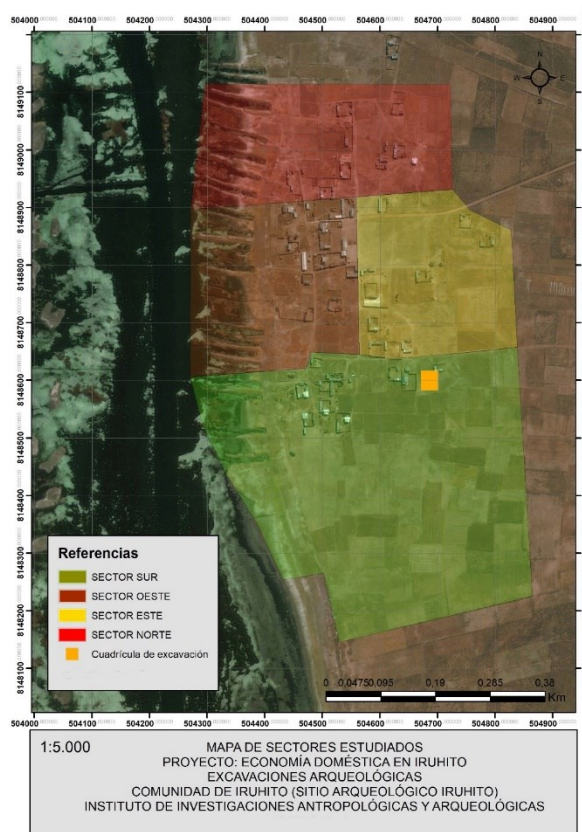 504000 504100 504200 504300 504400 504500 504600 504700 504800 504900
N
W E
S
8149100
8149000
8148900
8148800
8148700
8148600
8148500
8148400
8148300
8148200
8148100
Referencias
SECTOR SUR
SECTOR OESTE
SECTOR ESTE
SECTOR NORTE
Cuadrícula de excavación
0 0.0475 0.095 0.19 0.285 0.38
Km
504000 504100 504200 504300 504400 504500 504600 504700 504800 504900
1:5.000
MAPA DE SECTORES ESTUDIADOS
PROYECTO: ECONOMÍA DOMÉSTICA EN IRUHITO
EXCAVACIONES ARQUEOLÓGICAS
COMUNIDAD DE IRUHITO (SITIO ARQUEOLÓGICO IRUHITO)
INSTITUTO DE INVESTIGACIONES ANTROPOLÓGICAS Y ARQUEOLÓGICAS